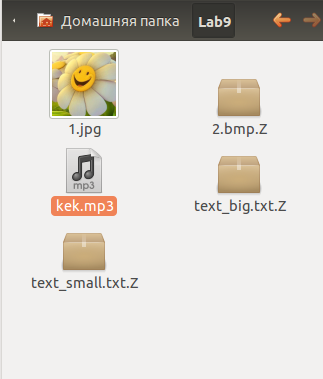 Домашняя папка Lab9
1.jpg 2.bmp.Z
mp3
kek.mp3 text_big.txt.Z
text_small.txt.Z